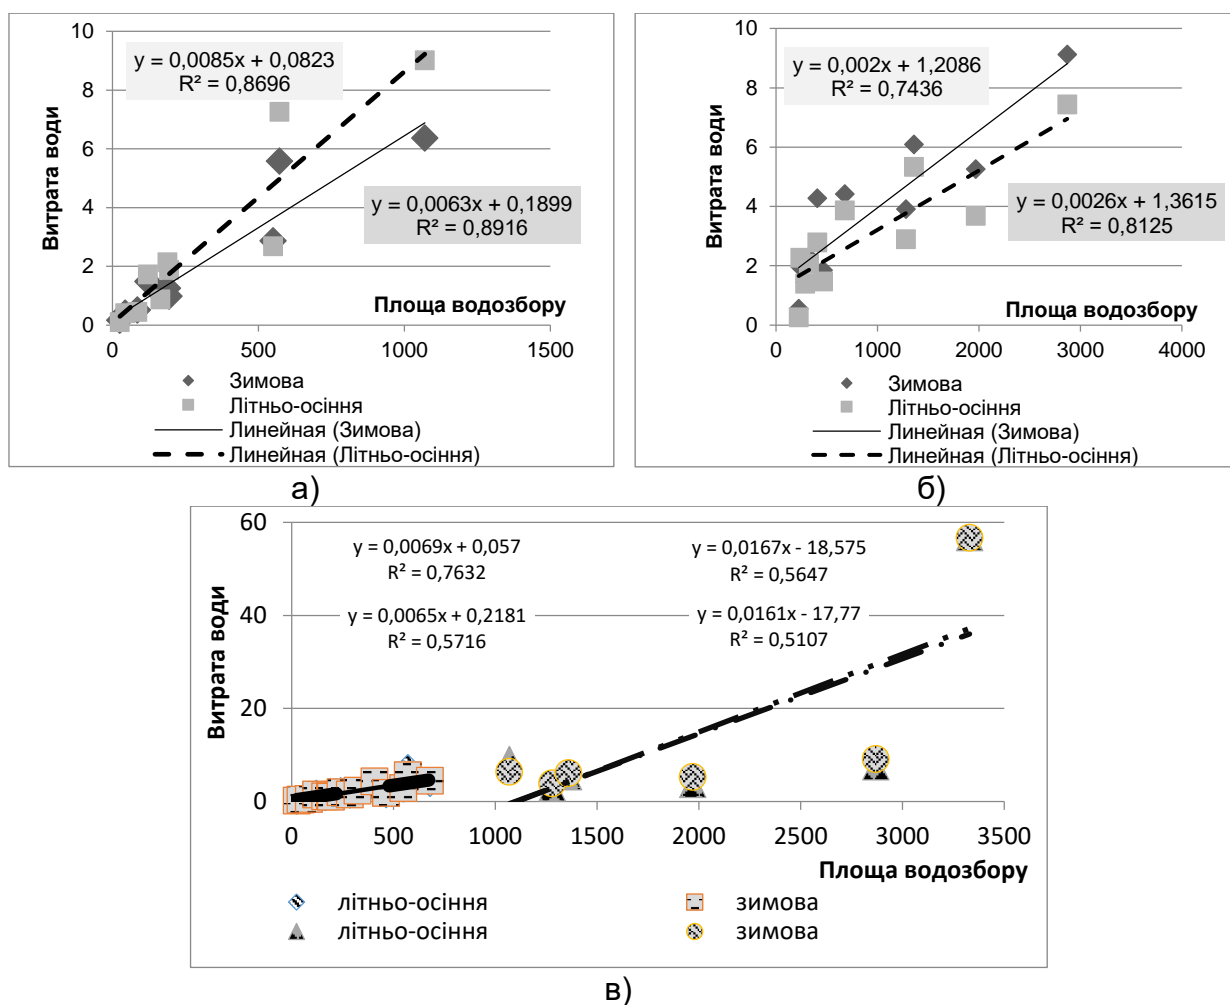 10
8
6
4
2
0
Витрата води
y = 0,0085x + 0,0823
R² = 0,8696
y = 0,0063x + 0,1899
R² = 0,8916
Площа водозбору
0 500 1000 1500
Зимова
Літньо-осіння
Линейная (Зимова)
Линейная (Літньо-осіння)
а)
10
8
6
4
2
0
Витрата води
y = 0,002x + 1,2086
R² = 0,7436
y = 0,0026x + 1,3615
R² = 0,8125
Площа водозбору
0 1000 2000 3000 4000
Зимова
Літньо-осіння
Линейная (Зимова)
Линейная (Літньо-осіння)
б)
60
40
20
0
Витрата води
y = 0,0069x + 0,057
R² = 0,7632
y = 0,0167x - 18,575
R² = 0,5647
y = 0,0065x + 0,2181
R² = 0,5716
y = 0,0161x - 17,77
R² = 0,5107
0 500 1000 1500 2000 2500 3000 3500
Площа водозбору
літньо-осіння зимова
літньо-осіння зимова
в)